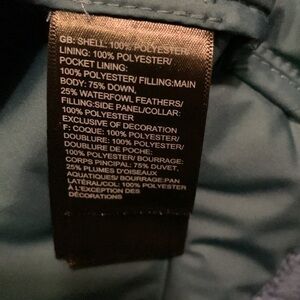 GB: SHELL: 100% POLYESTER/
LINING: 100% POLYESTER/
POCKET LINING:
100% POLYESTER/ FILLING:MAIN
BODY: 75% DOWN,
25% WATERFOWL FEATHERS/
FILLING:SIDE PANEL/COLLAR:
100% POLYESTER
EXCLUSIVE OF DECORATION
F: COQUE: 100% POLYESTER/
DOUBLURE: 100% POLYESTER/
DOUBLURE DE POCHE:
100% POLYESTER/ BOURRAGE:
CORPS PINCIPAL: 75% DUVET,
25% PLUMES D'OISEAUX
AQUATIQUES/ BOURRAGE:PAN
LATÉRAL/COL: 100% POLYESTER
À L'EXCEPTION DES
DÉCORATIONS